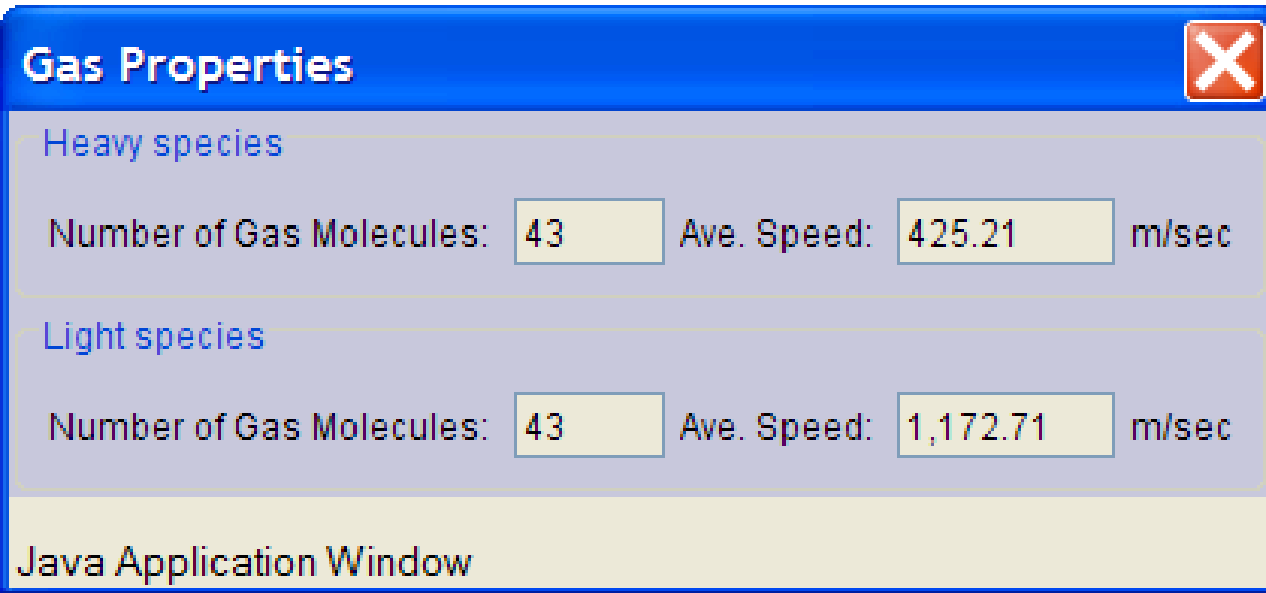 Gas Properties
Heavy species
Number of Gas Molecules: 43 Ave. Speed: 425.21 m/sec
Light species
Number of Gas Molecules: 43 Ave. Speed: 1,172.71 m/sec
Java Application Window